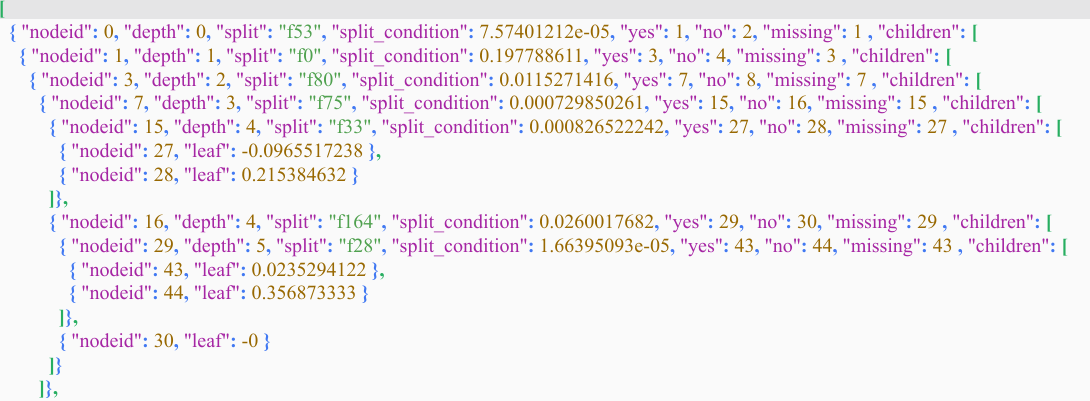 [
{ "nodeid": 0, "depth": 0, "split": "f53", "split_condition": 7.57401212e-05, "yes": 1, "no": 2, "missing": 1 , "children": [
{ "nodeid": 1, "depth": 1, "split": "f0", "split_condition": 0.197788611, "yes": 3, "no": 4, "missing": 3 , "children": [
{ "nodeid": 3, "depth": 2, "split": "f80", "split_condition": 0.0115271416, "yes": 7, "no": 8, "missing": 7 , "children": [
{ "nodeid": 7, "depth": 3, "split": "f75", "split_condition": 0.000729850261, "yes": 15, "no": 16, "missing": 15 , "children": [
{ "nodeid": 15, "depth": 4, "split": "f33", "split_condition": 0.000826522242, "yes": 27, "no": 28, "missing": 27 , "children": [
{ "nodeid": 27, "leaf": -0.0965517238 },
{ "nodeid": 28, "leaf": 0.215384632 }
]},
{ "nodeid": 16, "depth": 4, "split": "f164", "split_condition": 0.0260017682, "yes": 29, "no": 30, "missing": 29 , "children": [
{ "nodeid": 29, "depth": 5, "split": "f28", "split_condition": 1.66395093e-05, "yes": 43, "no": 44, "missing": 43 , "children": [
{ "nodeid": 43, "leaf": 0.0235294122 },
{ "nodeid": 44, "leaf": 0.356873333 }
]},
{ "nodeid": 30, "leaf": -0 }
]}
]},